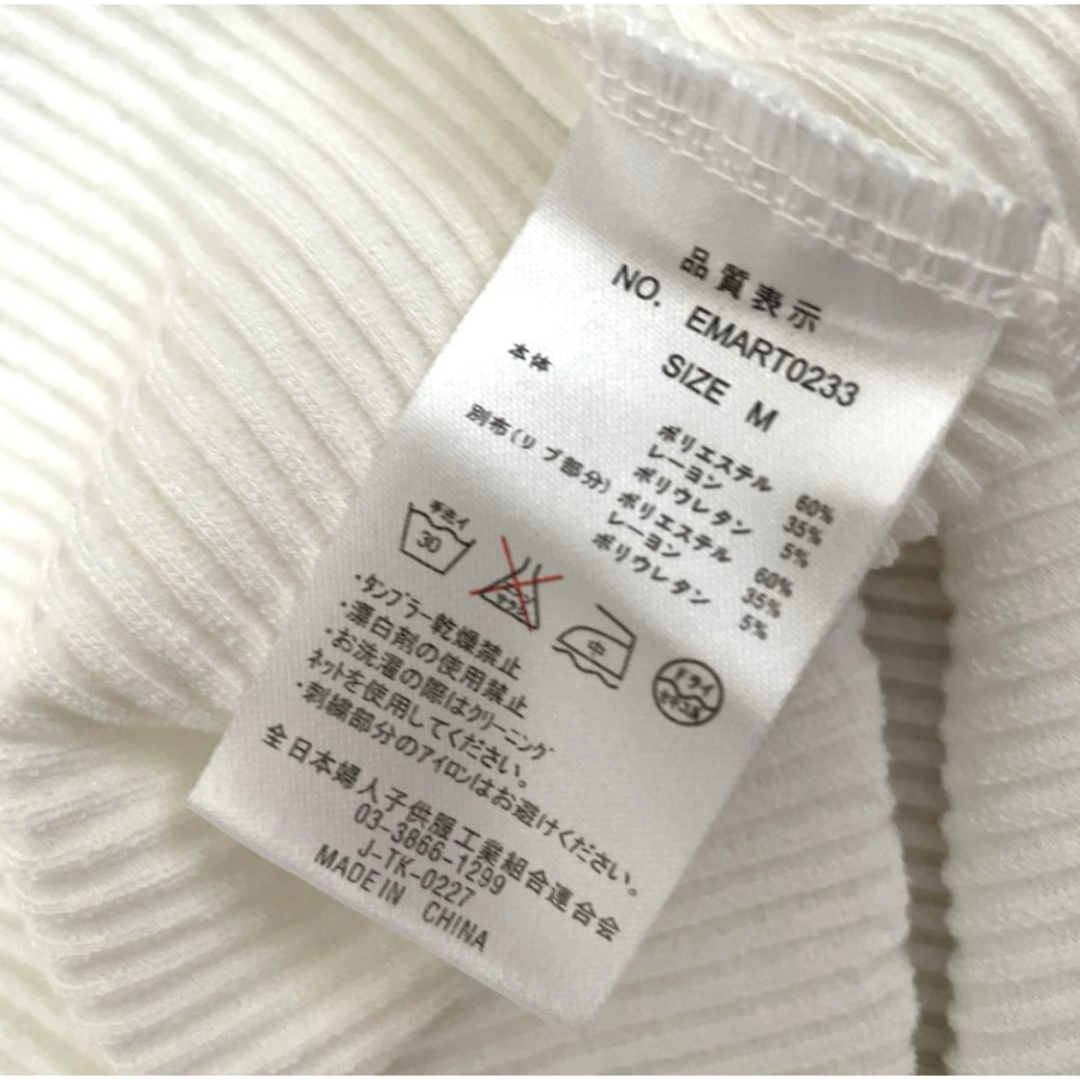 品質表示
NO. EMART0233
SIZE M
本体 ポリエステル 60%
レーヨン 35%
ポリウレタン 5%
別布(リブ部分) ポリエステル 60%
レーヨン 35%
ポリウレタン 5%
手洗イ
30
中
ドライ
・タンブラー乾燥禁止
・漂白剤の使用禁止
・お洗濯の際はクリーニング
ネットを使用してください。
・刺繍部分のアイロンはお避けください。
全日本婦人子供服工業組合連合会
03-3866-1299
J-TK-0227
MADE IN CHINA